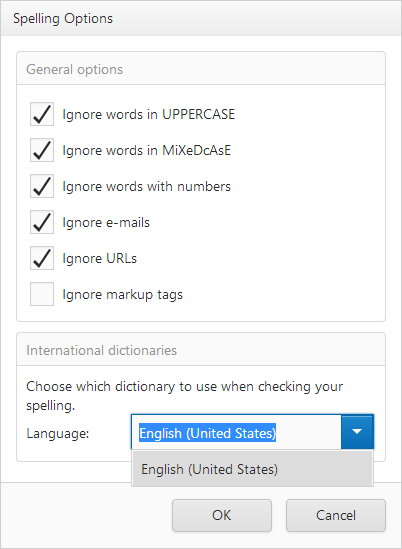 Spelling Options
General options
Ignore words in UPPERCASE
Ignore words in MiXeDcAsE
Ignore words with numbers
Ignore e-mails
Ignore URLs
Ignore markup tags
International dictionaries
Choose which dictionary to use when checking your
spelling.
Language: English (United States)
English (United States)
OK Cancel